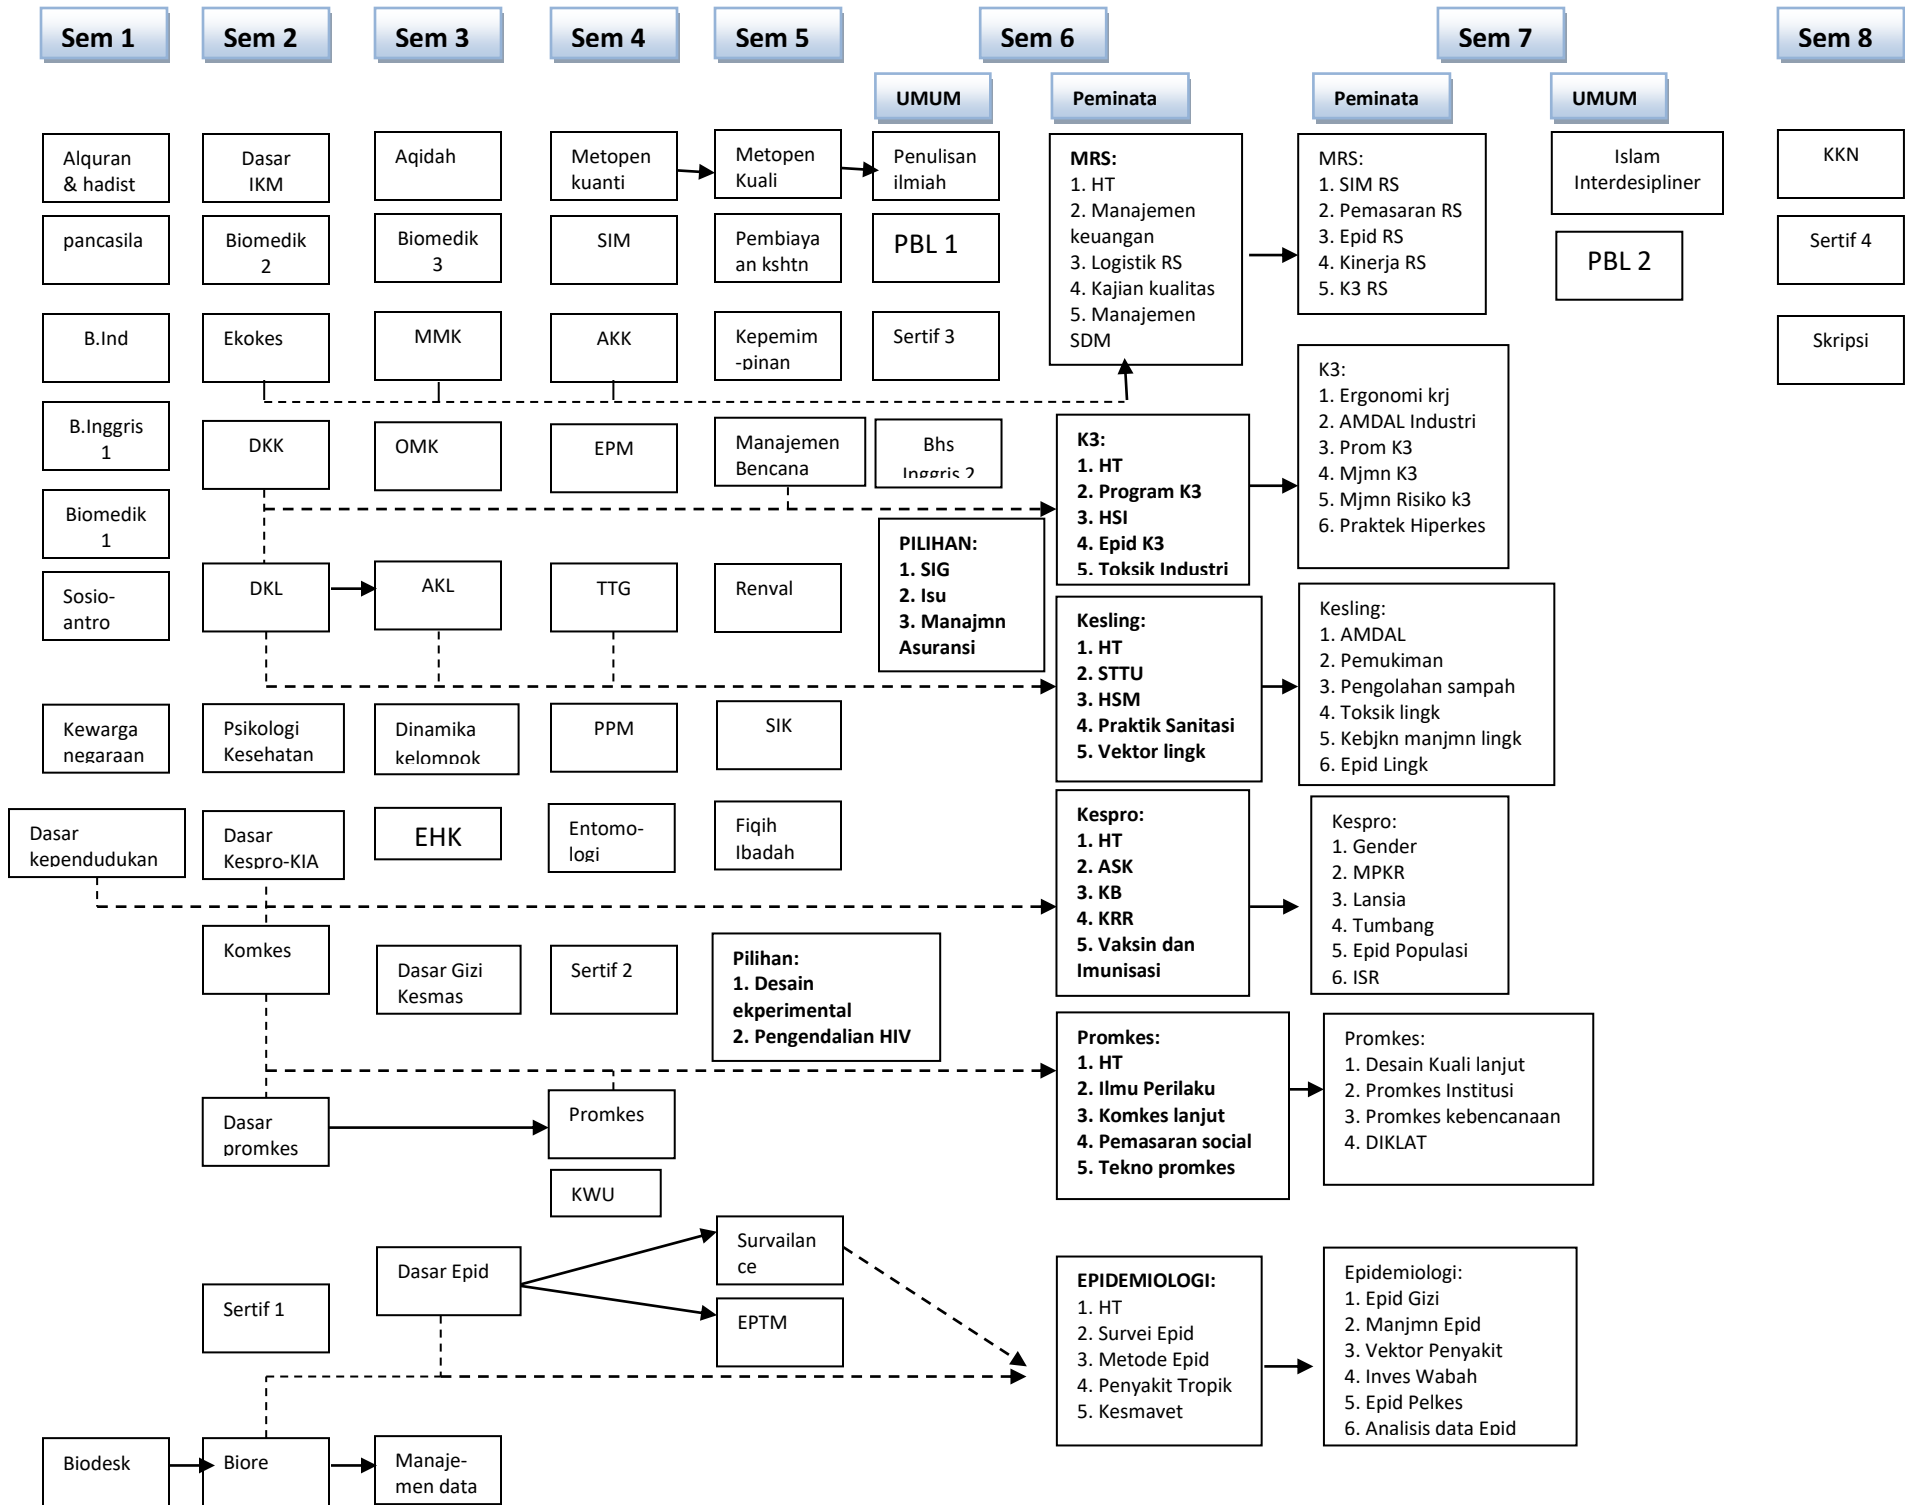 Sem 1
Sem 2
Sem 3
Sem 4
Sem 5
Sem 6
Sem 7
Sem 8
UMUM
Peminata
Peminata
UMUM
Alquran
& hadist
Dasar
IKM
Aqidah
Metopen
kuanti
Metopen
Kuali
Penulisan
ilmiah
MRS:
1. HT
2. Manajemen
keuangan
3. Logistik RS
4. Kajian kualitas
5. Manajemen
SDM
MRS:
1. SIM RS
2. Pemasaran RS
3. Epid RS
4. Kinerja RS
5. K3 RS
Islam
Interdesipliner
KKN
pancasila
Biomedik
2
Biomedik
3
SIM
Pembiaya
an kshtn
PBL 1
PBL 2
Sertif 4
B.Ind
Ekokes
MMK
AKK
Kepemim
-pinan
Sertif 3
Skripsi
K3:
1. Ergonomi krj
2. AMDAL Industri
3. Prom K3
4. Mjmn K3
5. Mjmn Risiko k3
6. Praktek Hiperkes
B.Inggris
1
DKK
OMK
EPM
Manajemen
Bencana
Bhs
Inggris 2
K3:
1. HT
2. Program K3
3. HSI
4. Epid K3
5. Toksik Industri
Biomedik
1
PILIHAN:
1. SIG
2. Isu
3. Manajmn
Asuransi
Sosio-
antro
DKL
AKL
TTG
Renval
Kesling:
1. HT
2. STTU
3. HSM
4. Praktik Sanitasi
5. Vektor lingk
Kesling:
1. AMDAL
2. Pemukiman
3. Pengolahan sampah
4. Toksik lingk
5. Kebjkn manjmn lingk
6. Epid Lingk
Kewarga
negaraan
Psikologi
Kesehatan
Dinamika
kelompok
PPM
SIK
Dasar
kependudukan
Dasar
Kespro-KIA
EHK
Entomo-
logi
Fiqih
Ibadah
Kespro:
1. HT
2. ASK
3. KB
4. KRR
5. Vaksin dan
Imunisasi
Kespro:
1. Gender
2. MPKR
3. Lansia
4. Tumbang
5. Epid Populasi
6. ISR
Komkes
Dasar Gizi
Kesmas
Sertif 2
Pilihan:
1. Desain
ekperimental
2. Pengendalian HIV
Promkes:
1. HT
2. Ilmu Perilaku
3. Komkes lanjut
4. Pemasaran social
5. Tekno promkes
Promkes:
1. Desain Kuali lanjut
2. Promkes Institusi
3. Promkes kebencanaan
4. DIKLAT
Dasar
promkes
Promkes
KWU
Sertif 1
Dasar Epid
Survailan
ce
EPTM
EPIDEMIOLOGI:
1. HT
2. Survei Epid
3. Metode Epid
4. Penyakit Tropik
5. Kesmavet
Epidemiologi:
1. Epid Gizi
2. Manjmn Epid
3. Vektor Penyakit
4. Inves Wabah
5. Epid Pelkes
6. Analisis data Epid
Biodesk
Biore
Manaje-
men data